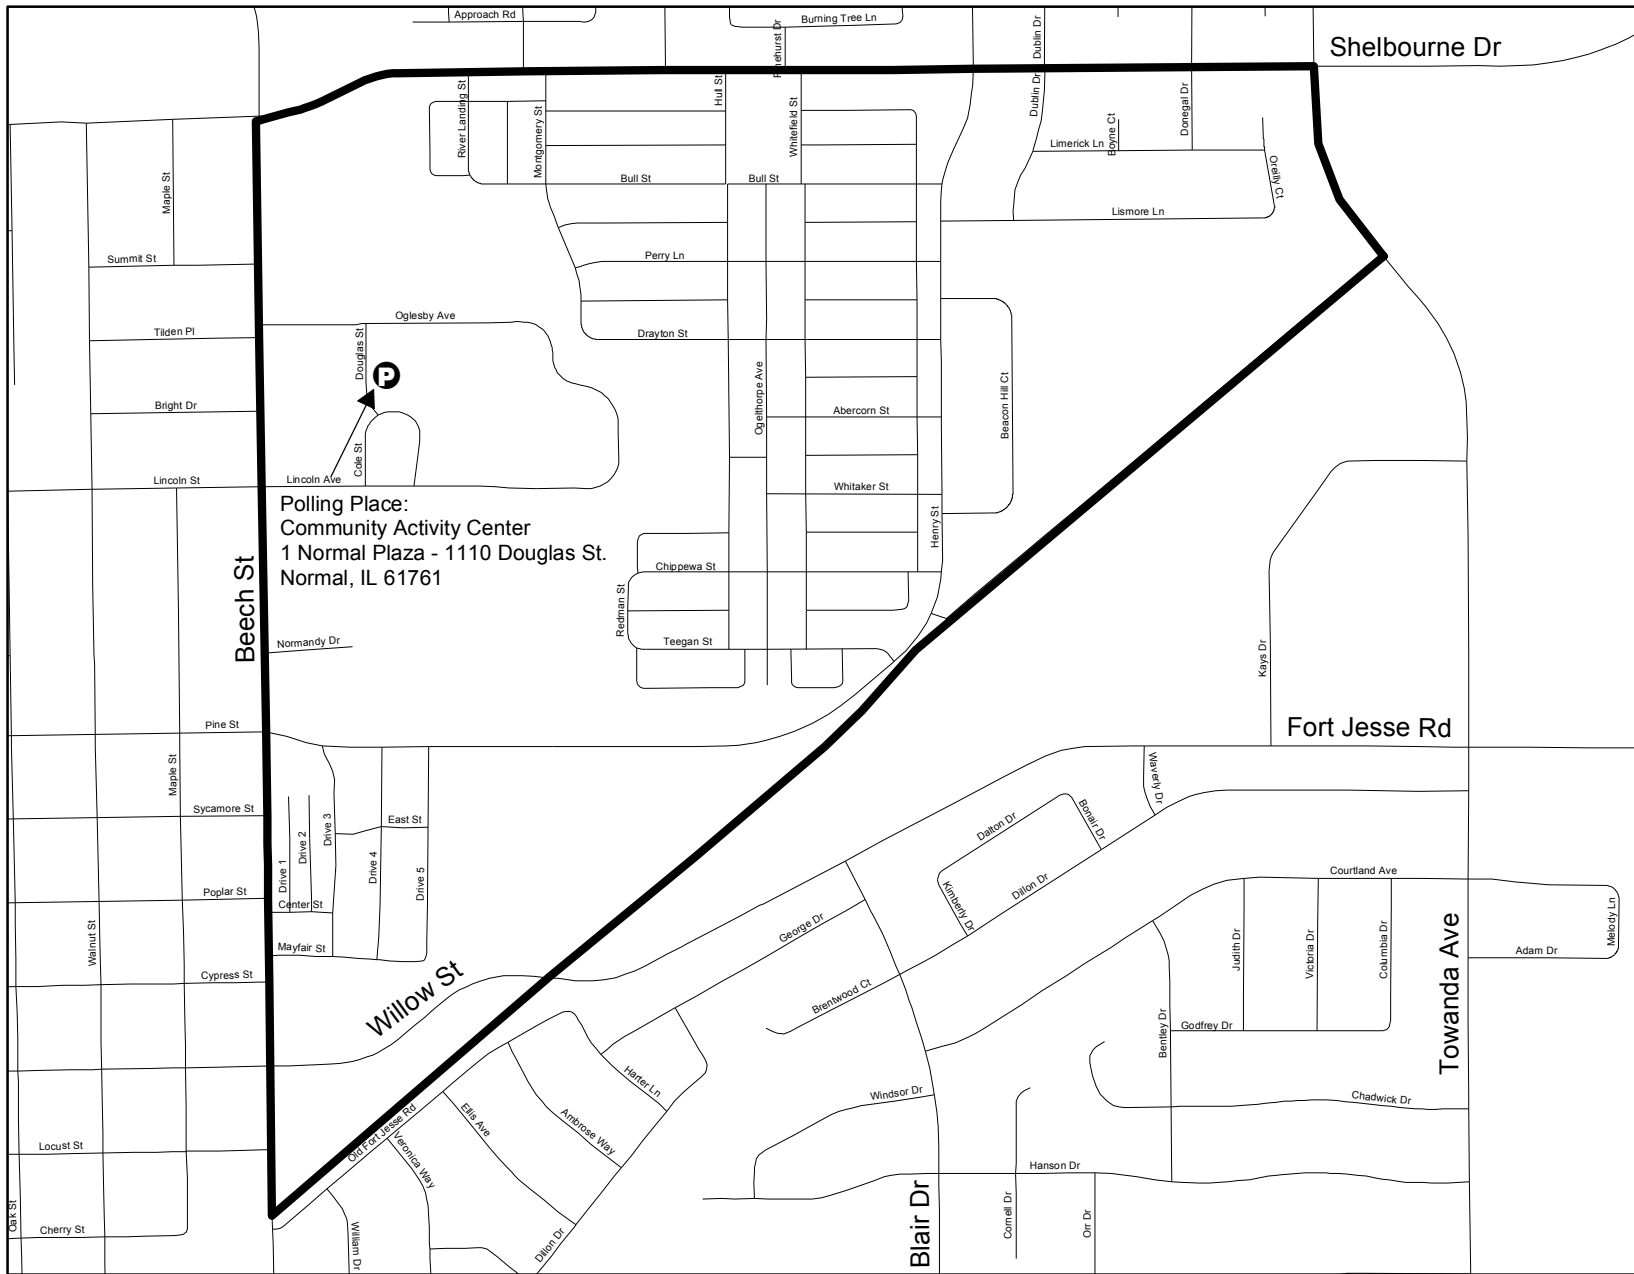 Approach Rd
Burning Tree Ln
Pinehurst Dr
Dublin Dr
Shelbourne Dr
River Landing St
Montgomery St
Hull St
Whitefield St
Dublin Dr
Boyne Ct
Donegal Dr
Limerick Ln
Oreilly Ct
Maple St
Bull St
Bull St
Lismore Ln
Summit St
Perry Ln
Oglesby Ave
Tilden Pl
Douglas St
Drayton St
P
Ogelthorpe Ave
Beacon Hill Ct
Bright Dr
Abercorn St
Cole St
Lincoln St
Lincoln Ave
Whitaker St
Polling Place:
Community Activity Center
1 Normal Plaza - 1110 Douglas St.
Normal, IL 61761
Henry St
Beech St
Chippewa St
Redman St
Normandy Dr
Teegan St
Kays Dr
Pine St
Fort Jesse Rd
Maple St
Waverly Dr
Sycamore St
Drive 1
Drive 2
Drive 3
East St
Dalton Dr
Bonair Dr
Drive 4
Drive 5
Poplar St
Center St
Kimberly Dr
Dillon Dr
Courtland Ave
Walnut St
Mayfair St
George Dr
Judith Dr
Victoria Dr
Columbia Dr
Melody Ln
Adam Dr
Cypress St
Willow St
Brentwood Ct
Bentley Dr
Godfrey Dr
Towanda Ave
Harter Ln
Windsor Dr
Chadwick Dr
Old Fort Jesse Rd
Ellis Ave
Ambrose Way
Veronica Way
Locust St
Hanson Dr
Oak St
Cherry St
William Dr
Dillon Dr
Blair Dr
Cornell Dr
Orr Dr